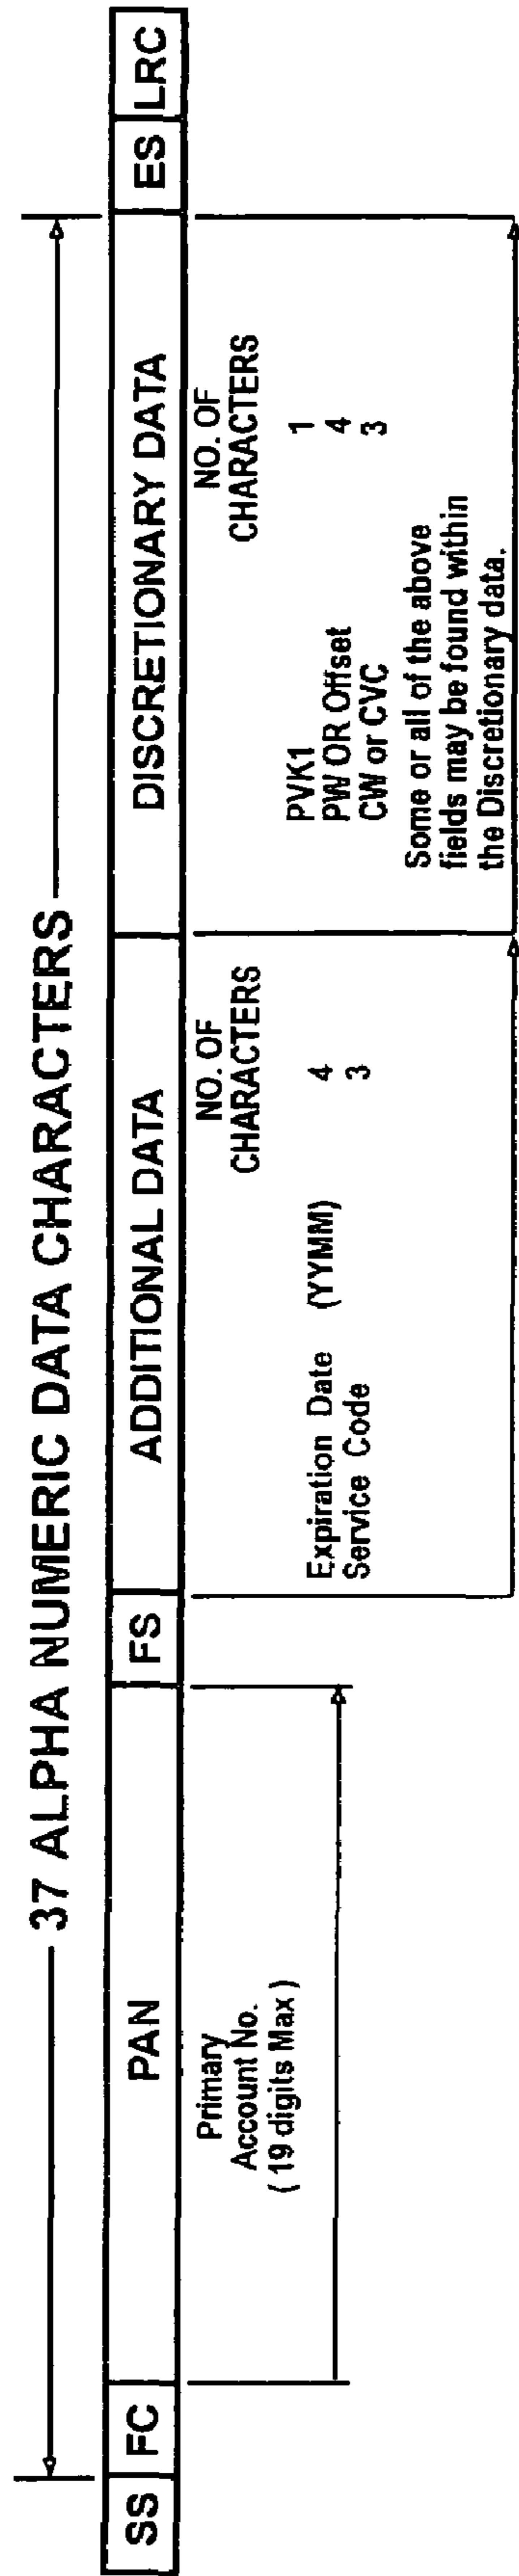 37 ALPHA NUMERIC DATA CHARACTERS
SS FC PAN FS ADDITIONAL DATA DISCRETIONARY DATA ES LRC
Primary
Account No.
( 19 digits Max )
NO. OF
CHARACTERS
Expiration Date (YYMM) 4
Service Code 3
NO. OF
CHARACTERS
PVK1 1
PW OR Offset 4
CW or CVC 3
Some or all of the above
fields may be found within
the Discretionary data.